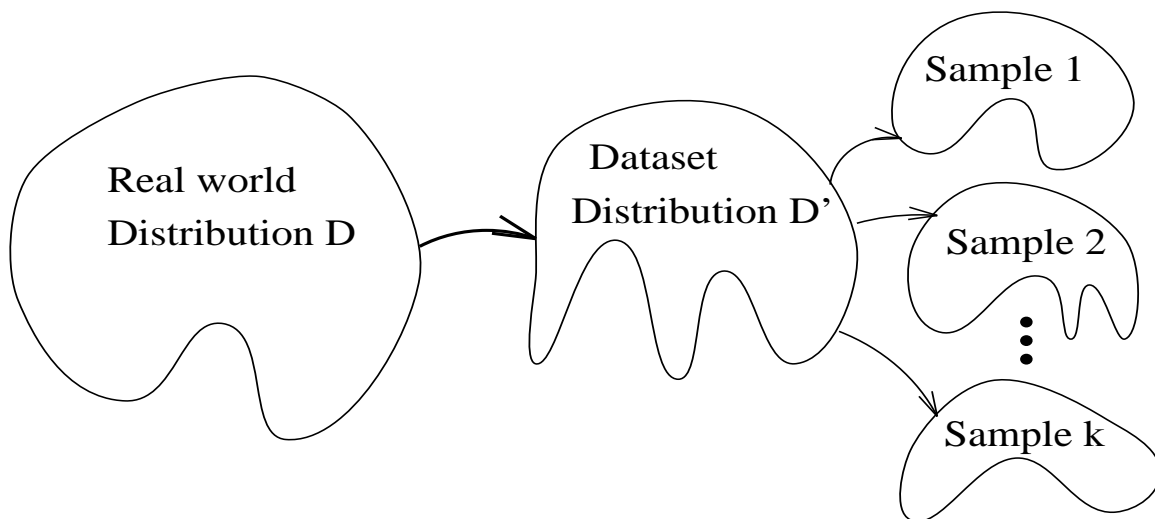 Real world
Distribution D
Dataset
Distribution D’
Sample 1
Sample 2
Sample k